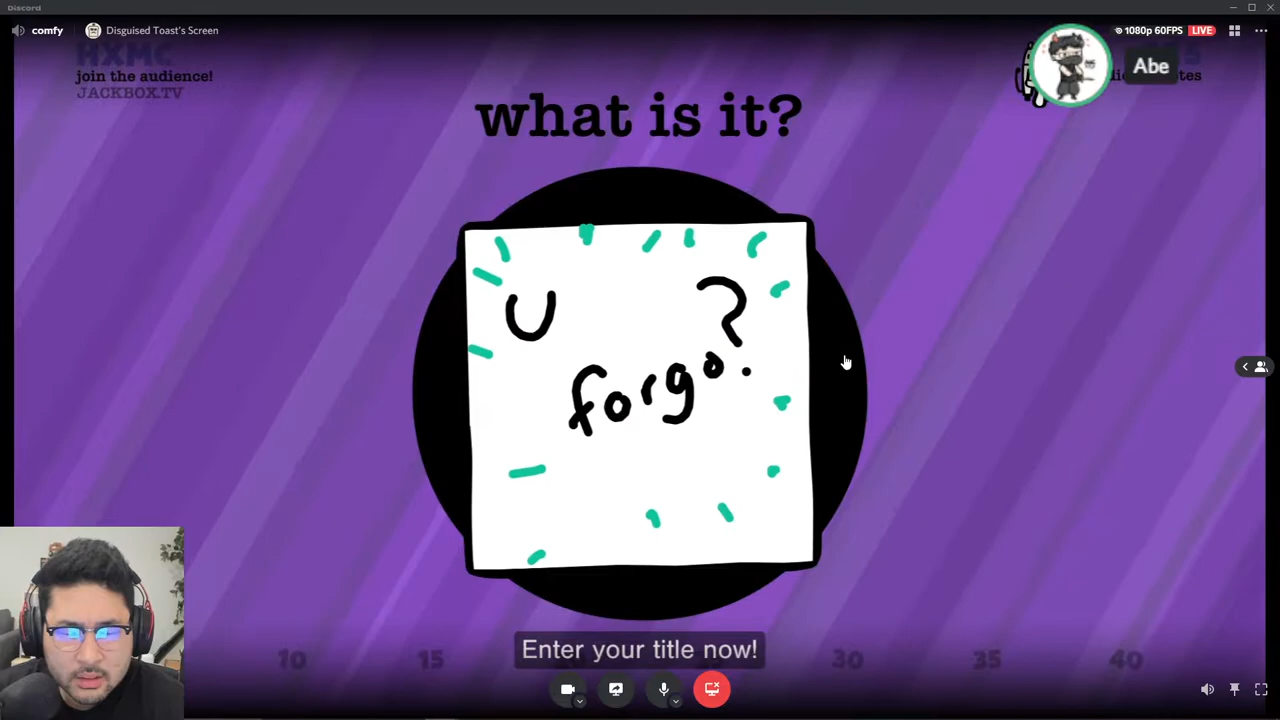 Discord
comfy
Disguised Toast's Screen
1080p 60FPS
LIVE
HXMC
join the audience!
JACKBOX.TV
Abe
what is it?
U ?
forgo.
Enter your title now!
10
15
30
35
40